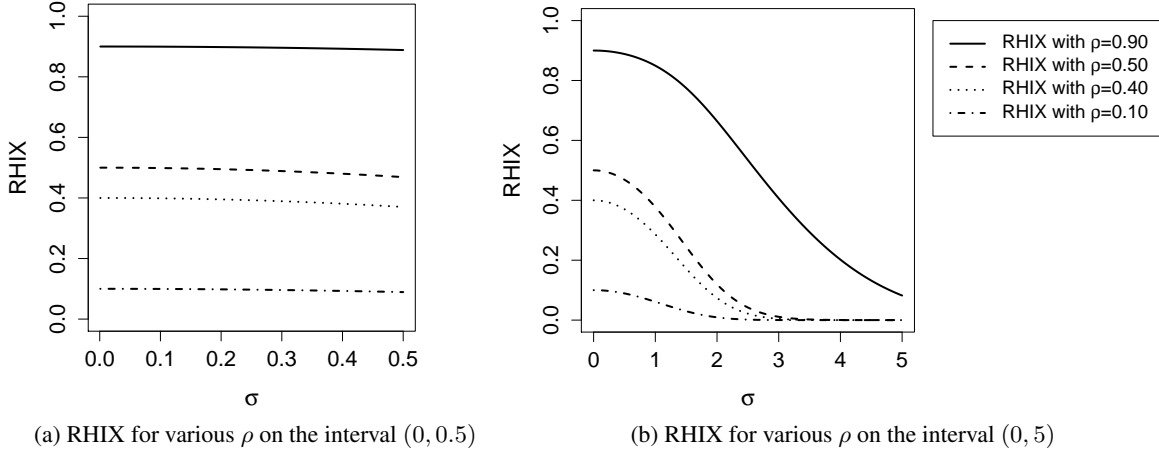 RHIX
0.0 0.2 0.4 0.6 0.8 1.0
0.0 0.1 0.2 0.3 0.4 0.5
σ
(a) RHIX for various ρ on the interval (0, 0.5)
RHIX
0.0 0.2 0.4 0.6 0.8 1.0
0 1 2 3 4 5
σ
(b) RHIX for various ρ on the interval (0, 5)
RHIX with ρ=0.90
RHIX with ρ=0.50
RHIX with ρ=0.40
RHIX with ρ=0.10